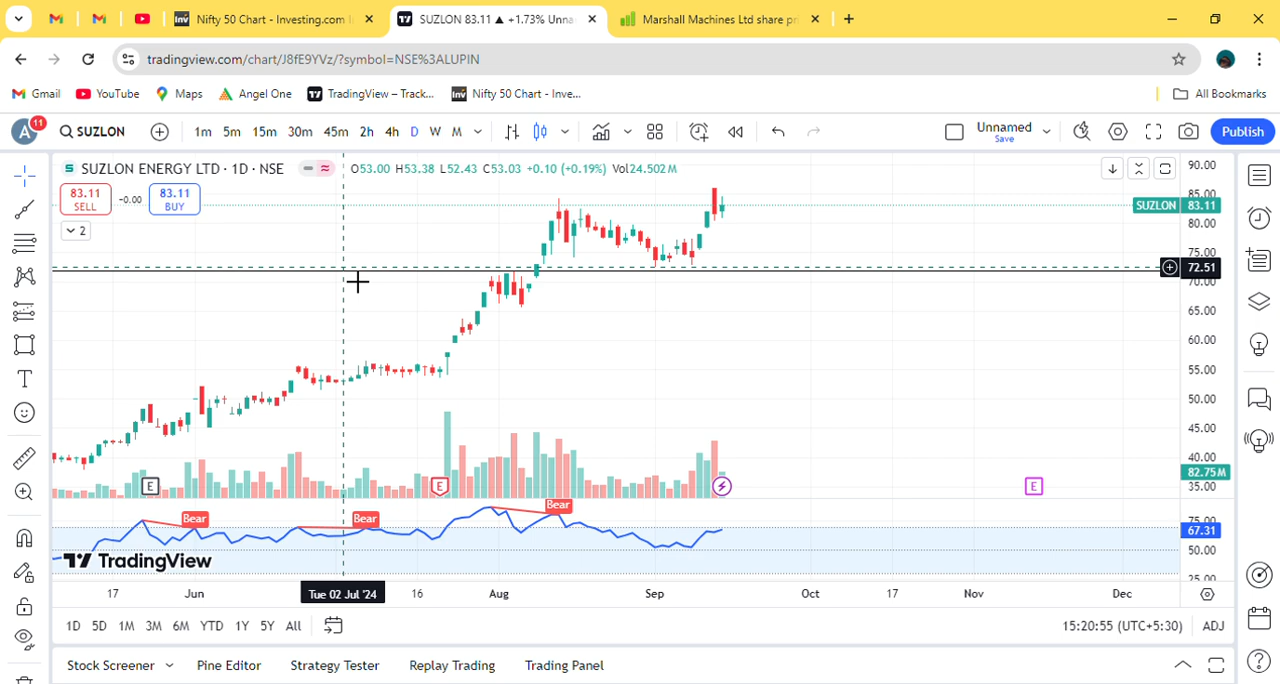 Nifty 50 Chart - Investing.com I
SUZLON 83.11 ▲ +1.73% Unna
Marshall Machines Ltd share pri
tradingview.com/chart/J8fE9YVz/?symbol=NSE%3ALUPIN
Gmail YouTube Maps Angel One TradingView – Track... Nifty 50 Chart - Inve... All Bookmarks
A 11 SUZLON 1m 5m 15m 30m 45m 2h 4h D W M Unnamed Save Publish
SUZLON ENERGY LTD · 1D · NSE O53.00 H53.38 L52.43 C53.03 +0.10 (+0.19%) Vol24.502M
83.11 SELL -0.00 83.11 BUY
2
90.00
85.00
SUZLON 83.11
80.00
75.00
72.51
70.00
65.00
60.00
55.00
50.00
45.00
40.00
82.75M
35.00
E E E
Bear Bear Bear
75.00
67.31
50.00
25.00
TradingView
17 Jun Tue 02 Jul '24 16 Aug Sep Oct 17 Nov Dec
1D 5D 1M 3M 6M YTD 1Y 5Y All 15:20:55 (UTC+5:30) ADJ
Stock Screener Pine Editor Strategy Tester Replay Trading Trading Panel